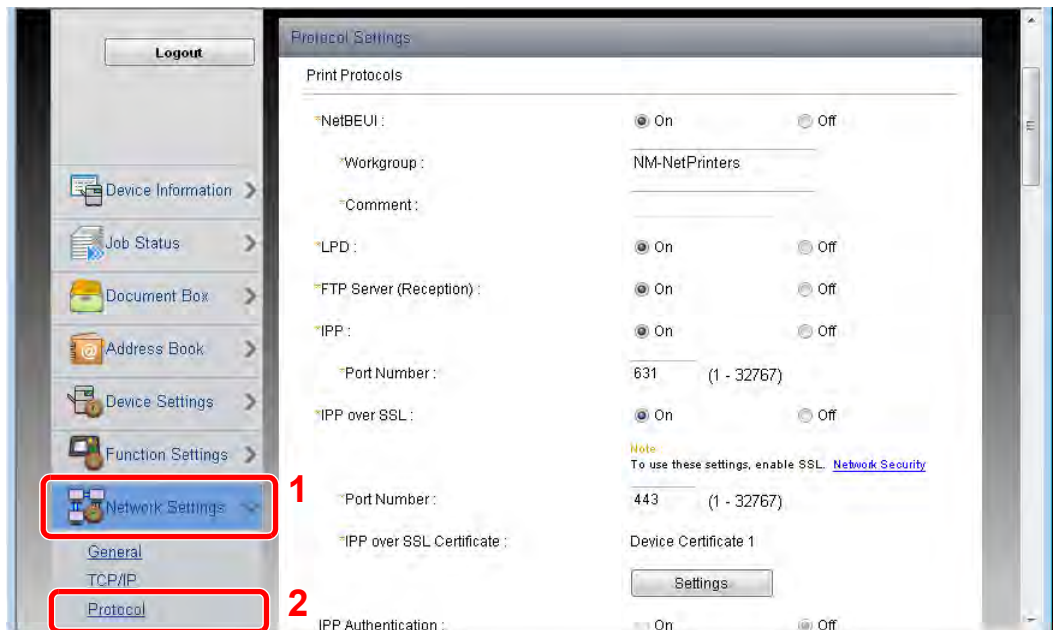 Logout
Device Information
Job Status
Document Box
Address Book
Device Settings
Function Settings
Network Settings
1
General
TCP/IP
Protocol
2
Protocol Settings
Print Protocols
*NetBEUI : On Off
*Workgroup : NM-NetPrinters
*Comment :
*LPD : On Off
*FTP Server (Reception) : On Off
*IPP : On Off
*Port Number : 631 (1 - 32767)
*IPP over SSL : On Off
Note
To use these settings, enable SSL. Network Security
*Port Number : 443 (1 - 32767)
*IPP over SSL Certificate : Device Certificate 1
Settings
IPP Authentication : On Off